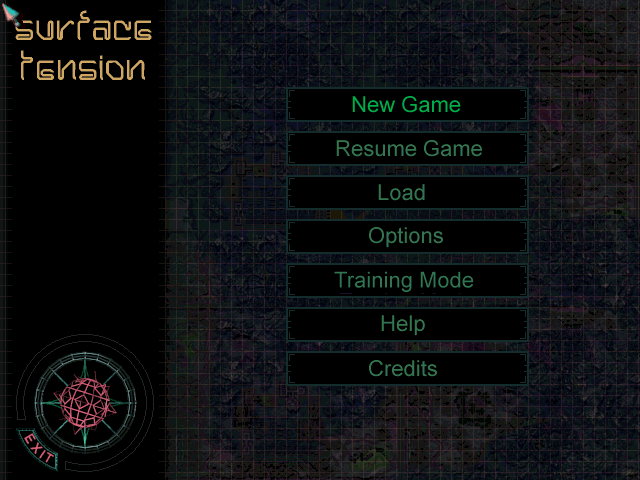 surface
tension
New Game
Resume Game
Load
Options
Training Mode
Help
Credits
EXIT